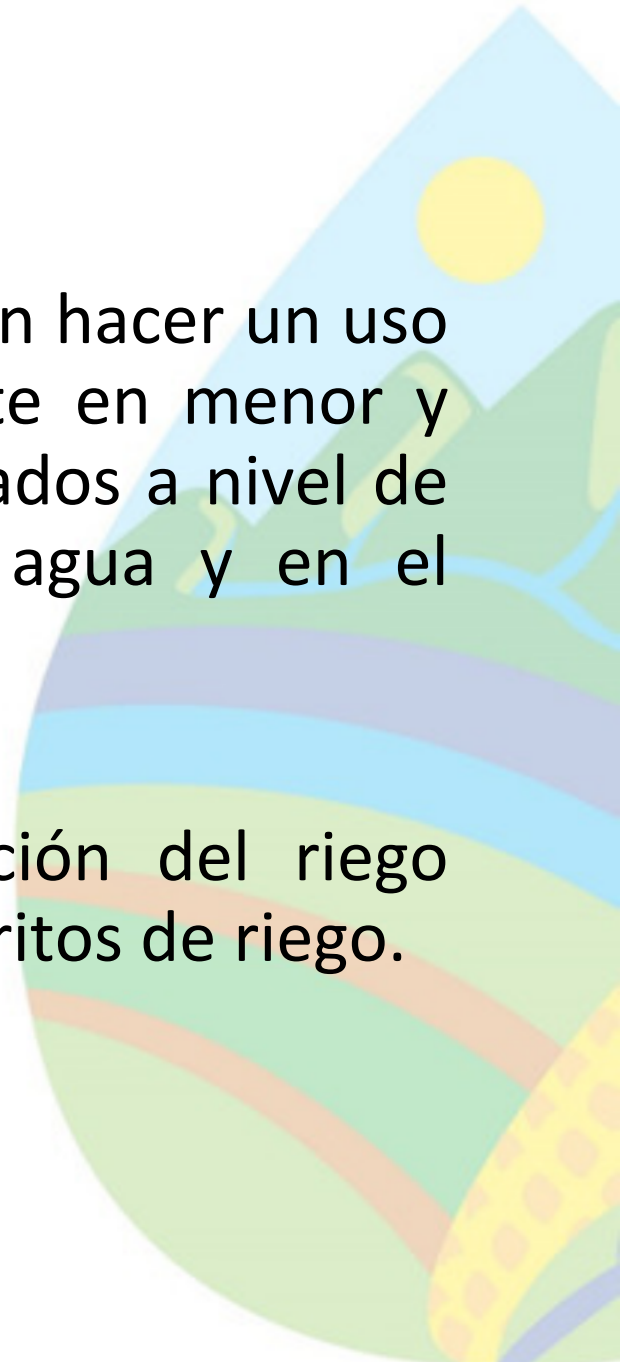 n hacer un uso
te en menor y
ados a nivel de
agua y en el
ción del riego
ritos de riego.